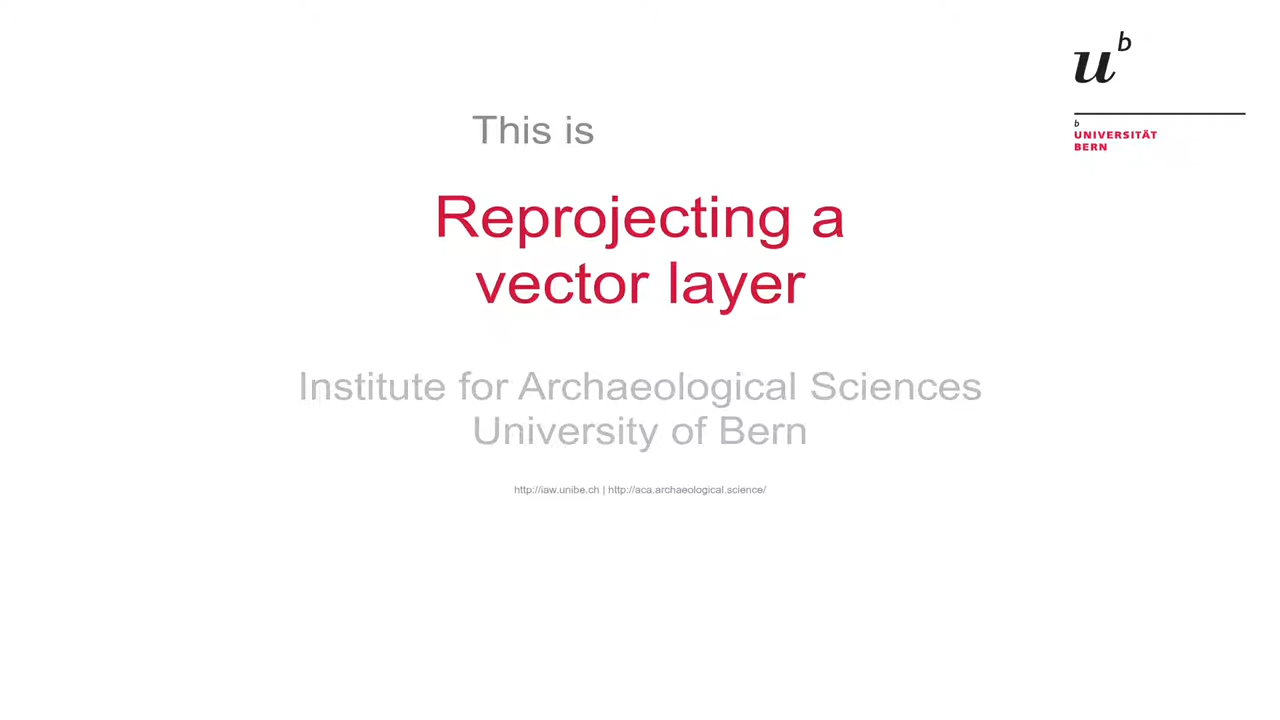 u b
b
UNIVERSITÄT
BERN
This is
Reprojecting a
vector layer
Institute for Archaeological Sciences
University of Bern
http://iaw.unibe.ch | http://aca.archaeological.science/